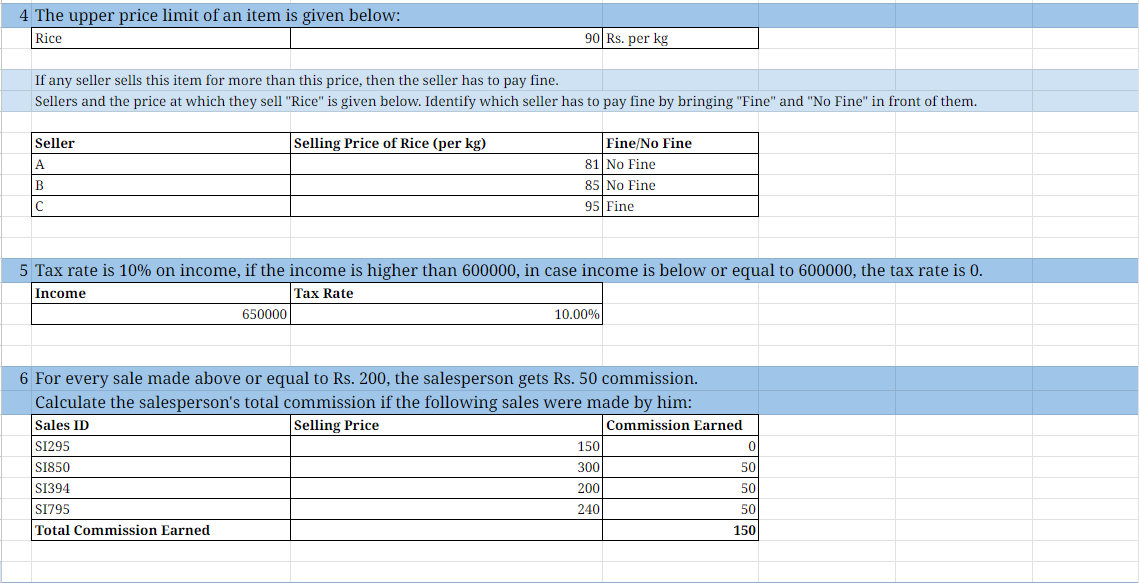 4 The upper price limit of an item is given below:
Rice 90 Rs. per kg
If any seller sells this item for more than this price, then the seller has to pay fine.
Sellers and the price at which they sell "Rice" is given below. Identify which seller has to pay fine by bringing "Fine" and "No Fine" in front of them.
Seller Selling Price of Rice (per kg) Fine/No Fine
A 81 No Fine
B 85 No Fine
C 95 Fine
5 Tax rate is 10% on income, if the income is higher than 600000, in case income is below or equal to 600000, the tax rate is 0.
Income Tax Rate
650000 10.00%
6 For every sale made above or equal to Rs. 200, the salesperson gets Rs. 50 commission.
Calculate the salesperson's total commission if the following sales were made by him:
Sales ID Selling Price Commission Earned
SI295 150 0
SI850 300 50
SI394 200 50
SI795 240 50
Total Commission Earned 150